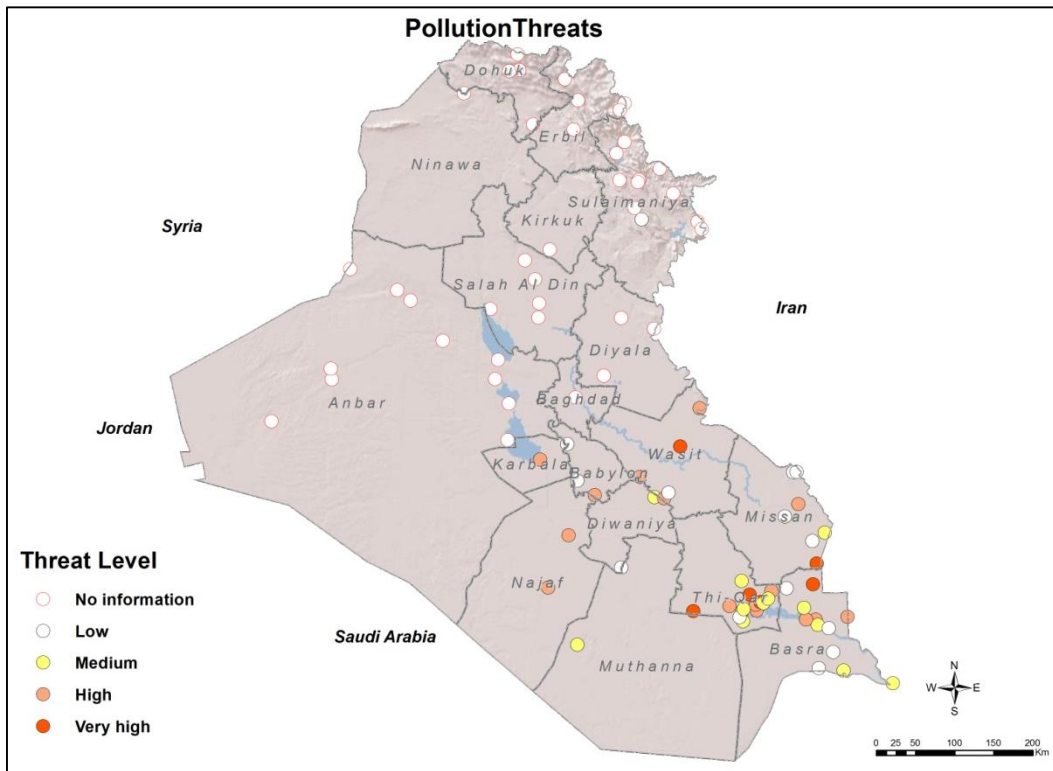 PollutionThreats
Dohuk
Erbil
Ninawa
Sulaimaniya
Kirkuk
Syria
Salah Al Din
Iran
Diyala
Anbar
Baghdad
Jordan
Wasit
Karbala
Babylon
Missan
Diwaniya
Threat Level
Najaf
Thi-Qar
No information
Low
Saudi Arabia
Basra
Muthanna
Medium
High
Very high
N
W E
S
0 25 50 100 150 200
Km